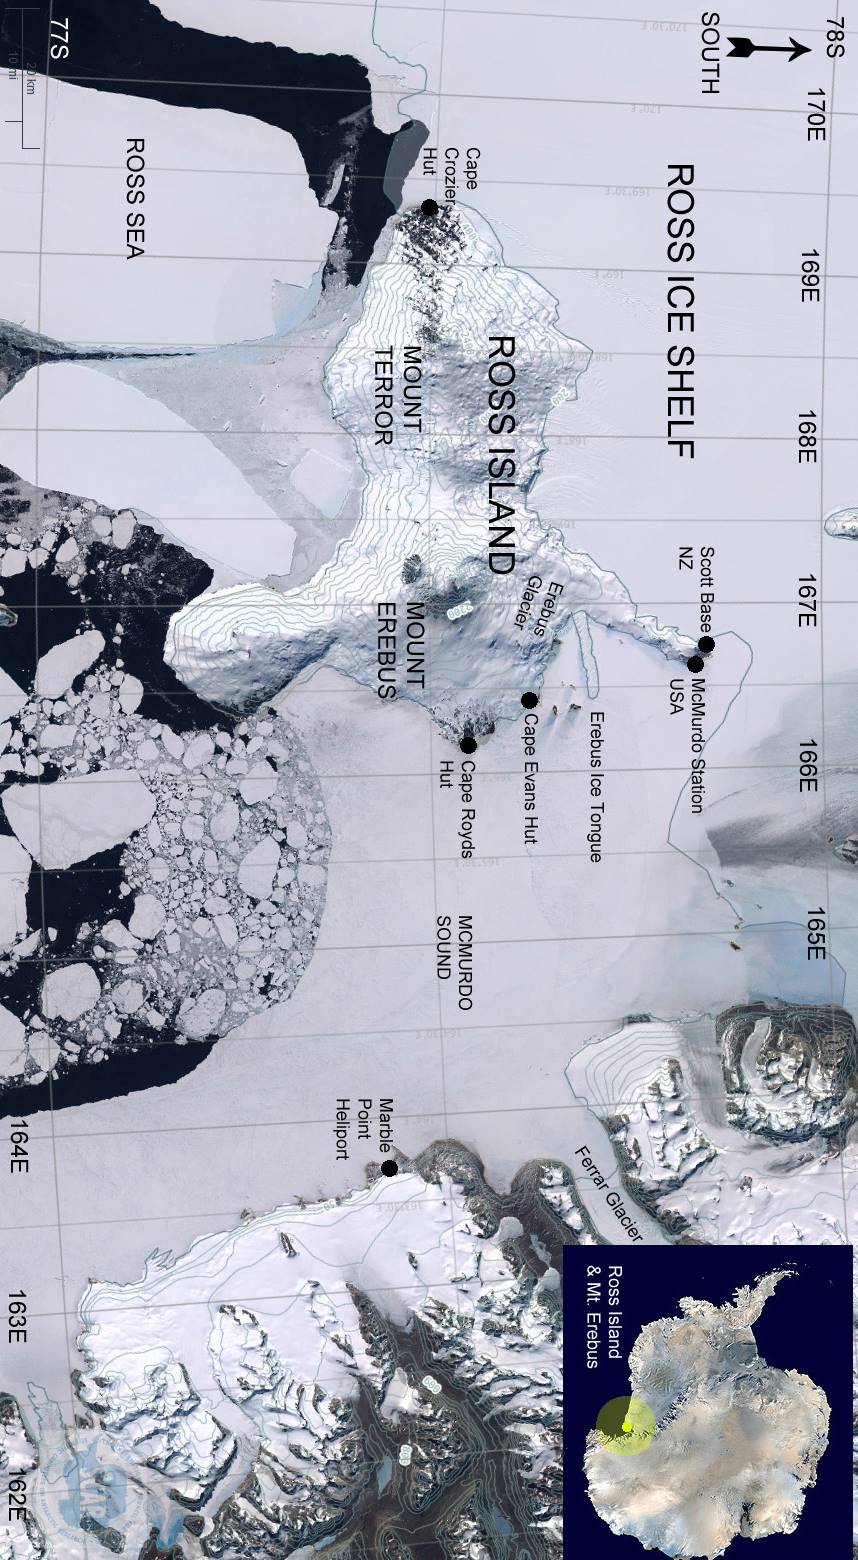 78S
170E
169E
168E
167E
166E
165E
SOUTH
ROSS ICE SHELF
Scott Base
NZ
McMurdo Station
USA
Erebus Ice Tongue
Erebus
Glacier
Cape Evans Hut
ROSS ISLAND
Cape
Crozier
Hut
Cape Royds
Hut
MOUNT
TERROR
MOUNT
EREBUS
MCMURDO
SOUND
Ferrar Glacier
Ross Island
& Mt. Erebus
Marble
Point
Heliport
ROSS SEA
77S
20 km
10 mi
164E
163E
162E